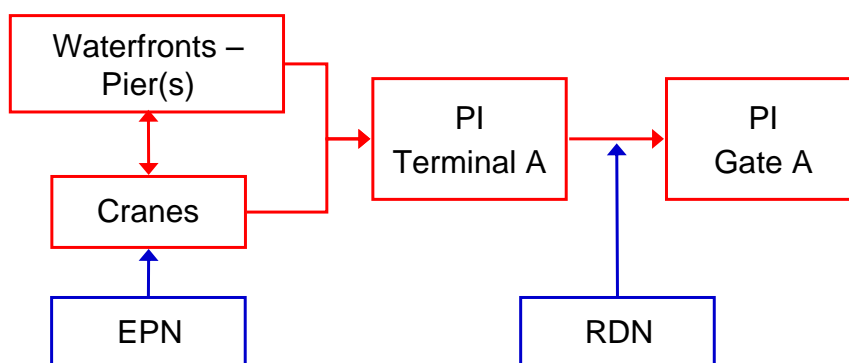 Waterfronts –
Pier(s)
PI
Terminal A
PI
Gate A
Cranes
EPN
RDN